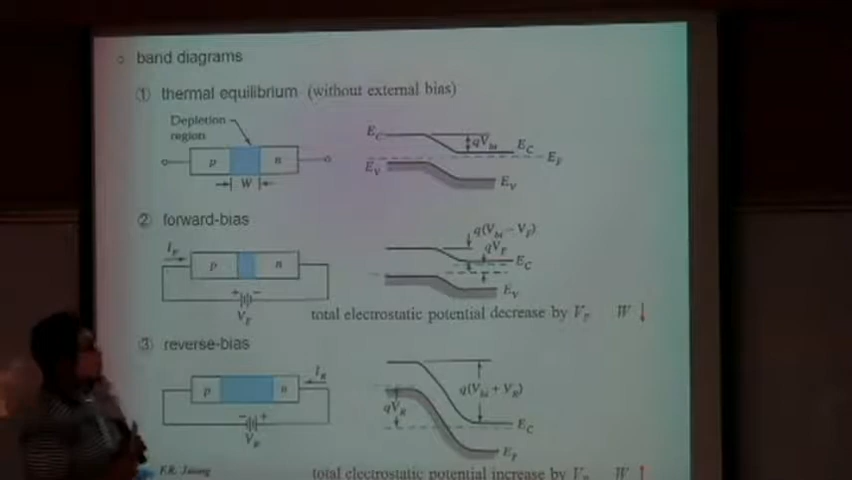 ○ band diagrams
① thermal equilibrium (without external bias)
Depletion region
p n
W
E_C qV_bi E_C
E_F
E_V E_V
② forward-bias
I_F
p n
+ −
V_F
q(V_bi − V_F)
qV_F
E_C
E_V
total electrostatic potential decrease by V_F W ↓
③ reverse-bias
I_R
p n
− +
V_R
q(V_bi + V_R)
qV_R
E_C
total electrostatic potential increase by V_R W ↑